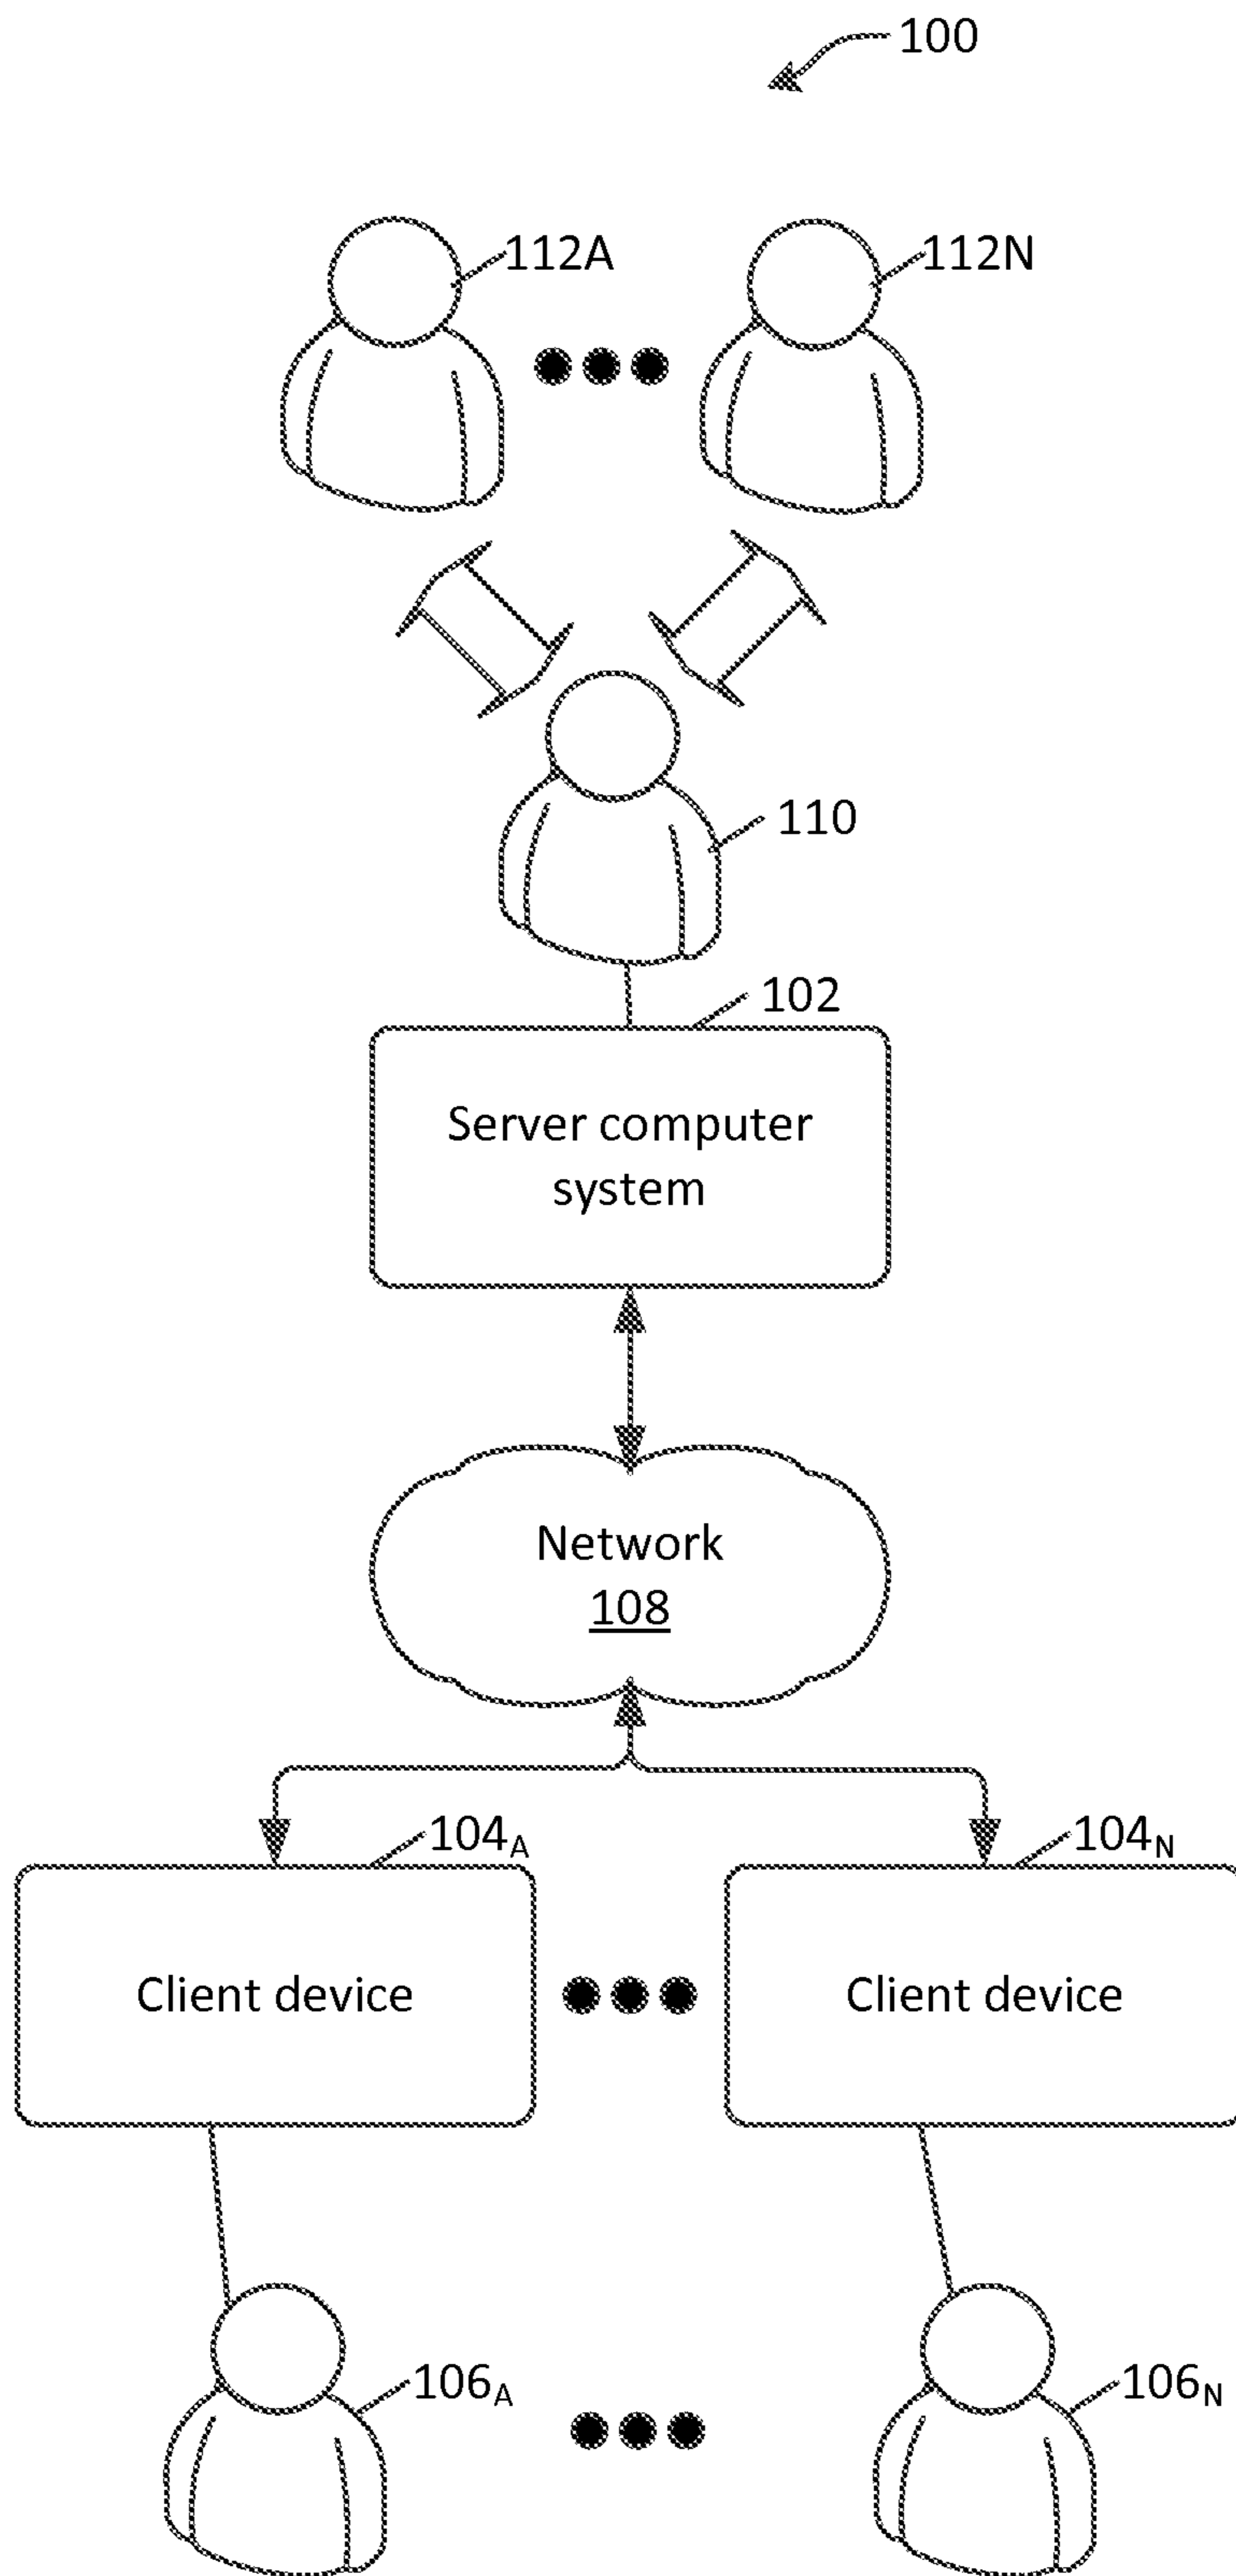 100
112A
112N
110
102
Server computer
system
Network
108
104A
104N
Client device
Client device
106A
106N